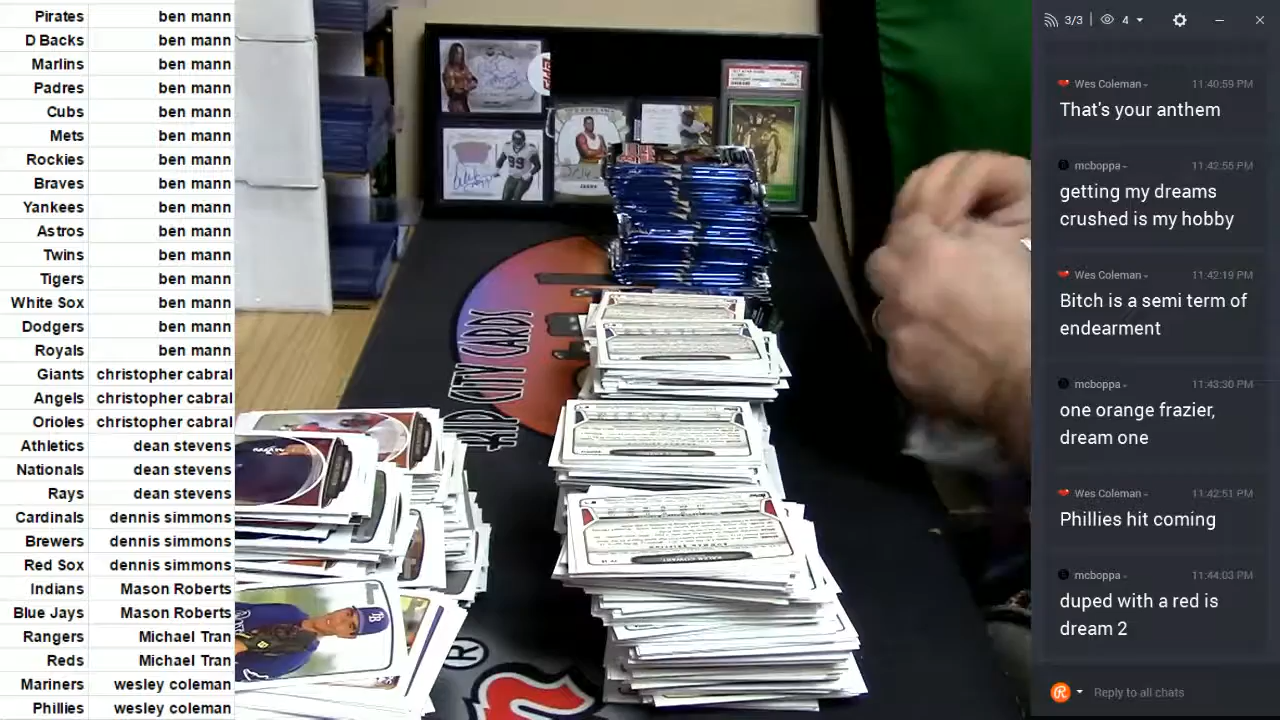 Pirates ben mann
D Backs ben mann
Marlins ben mann
Padres ben mann
Cubs ben mann
Mets ben mann
Rockies ben mann
Braves ben mann
Yankees ben mann
Astros ben mann
Twins ben mann
Tigers ben mann
White Sox ben mann
Dodgers ben mann
Royals ben mann
Giants christopher cabral
Angels christopher cabral
Orioles christopher cabral
Athletics dean stevens
Nationals dean stevens
Rays dean stevens
Cardinals dennis simmons
Brewers dennis simmons
Red Sox dennis simmons
Indians Mason Roberts
Blue Jays Mason Roberts
Rangers Michael Tran
Reds Michael Tran
Mariners wesley coleman
Phillies wesley coleman
RIP CITY CARDS
3/3 4
Wes Coleman 11:40:59 PM
That's your anthem
mcboppa 11:42:55 PM
getting my dreams
crushed is my hobby
Wes Coleman 11:42:19 PM
Bitch is a semi term of
endearment
mcboppa 11:43:30 PM
one orange frazier,
dream one
Wes Coleman 11:42:51 PM
Phillies hit coming
mcboppa 11:44:03 PM
duped with a red is
dream 2
Reply to all chats